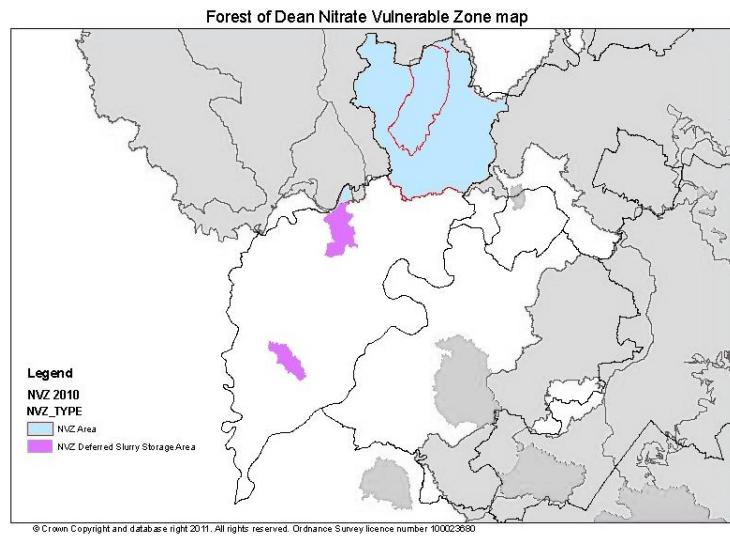 Forest of Dean Nitrate Vulnerable Zone map
Legend
NVZ 2010
NVZ_TYPE
NVZ Area
NVZ Deferred Slurry Storage Area
© Crown Copyright and database right 2011. All rights reserved. Ordnance Survey licence number 100023680